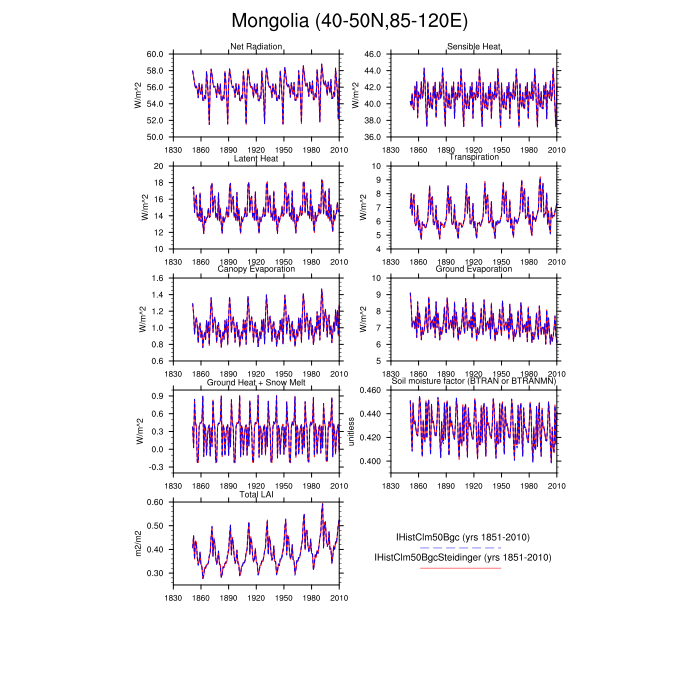 Mongolia (40-50N,85-120E)
Net Radiation
Sensible Heat
60.0
58.0
56.0
54.0
52.0
50.0
W/m^2
1830 1860 1890 1920 1950 1980 2010
46.0
44.0
42.0
40.0
38.0
36.0
W/m^2
1830 1860 1890 1920 1950 1980 2010
Latent Heat
Transpiration
20
18
16
14
12
10
W/m^2
1830 1860 1890 1920 1950 1980 2010
10
9
8
7
6
5
4
W/m^2
1830 1860 1890 1920 1950 1980 2010
Canopy Evaporation
Ground Evaporation
1.6
1.4
1.2
1.0
0.8
0.6
W/m^2
1830 1860 1890 1920 1950 1980 2010
10
9
8
7
6
5
W/m^2
1830 1860 1890 1920 1950 1980 2010
Ground Heat + Snow Melt
Soil moisture factor (BTRAN or BTRANMN)
0.9
0.6
0.3
0.0
-0.3
W/m^2
1830 1860 1890 1920 1950 1980 2010
0.460
0.440
0.420
0.400
unitless
1830 1860 1890 1920 1950 1980 2010
Total LAI
0.60
0.50
0.40
0.30
m2/m2
1830 1860 1890 1920 1950 1980 2010
IHistClm50Bgc (yrs 1851-2010)
IHistClm50BgcSteidinger (yrs 1851-2010)